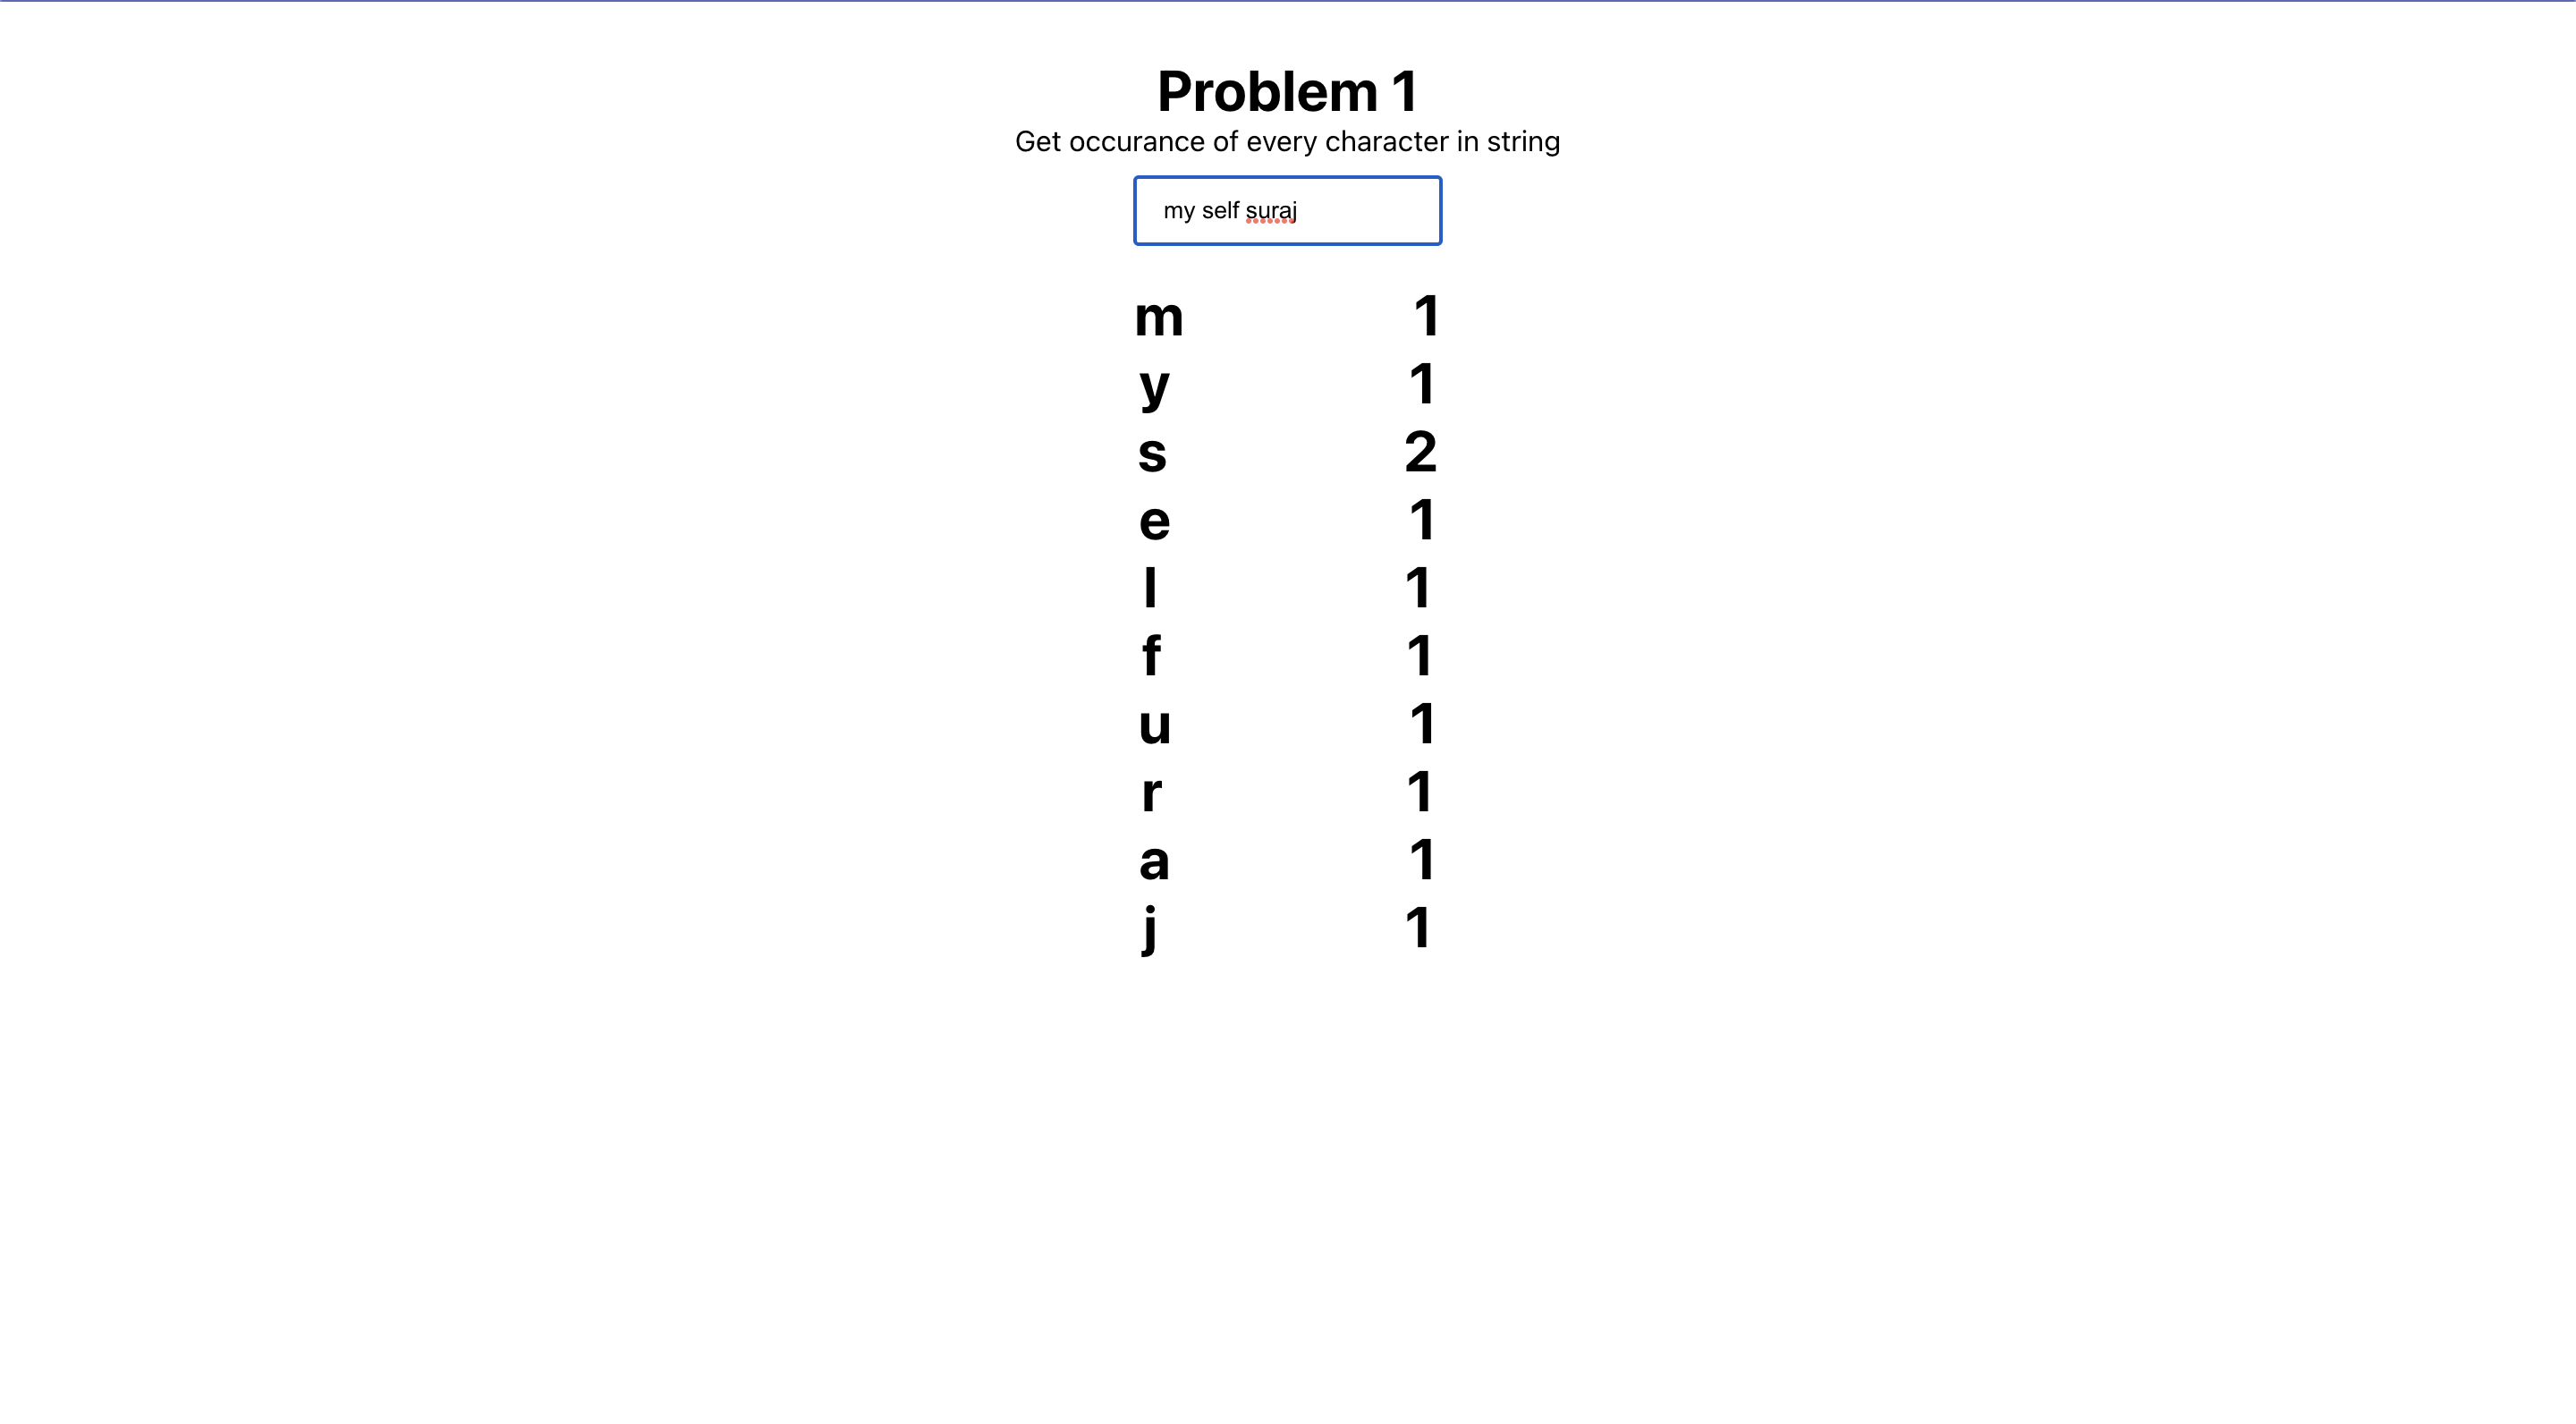 Problem 1
Get occurance of every character in string
my self suraj
m 1
y 1
s 2
e 1
l 1
f 1
u 1
r 1
a 1
j 1